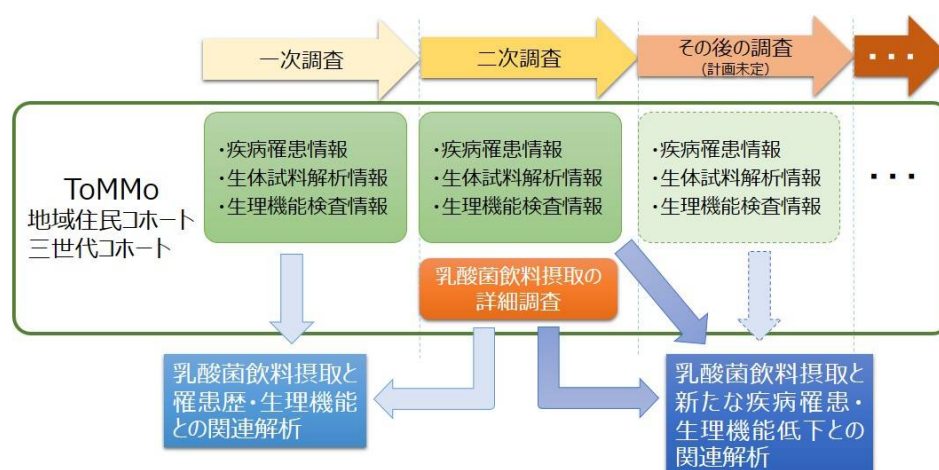 一次調査
二次調査
その後の調査
(計画未定)
・・・
ToMMo
地域住民コホート
三世代コホート
・疾病罹患情報
・生体試料解析情報
・生理機能検査情報
・疾病罹患情報
・生体試料解析情報
・生理機能検査情報
・疾病罹患情報
・生体試料解析情報
・生理機能検査情報
・・・
乳酸菌飲料摂取の
詳細調査
乳酸菌飲料摂取と
罹患歴・生理機能
との関連解析
乳酸菌飲料摂取と
新たな疾病罹患・
生理機能低下との
関連解析